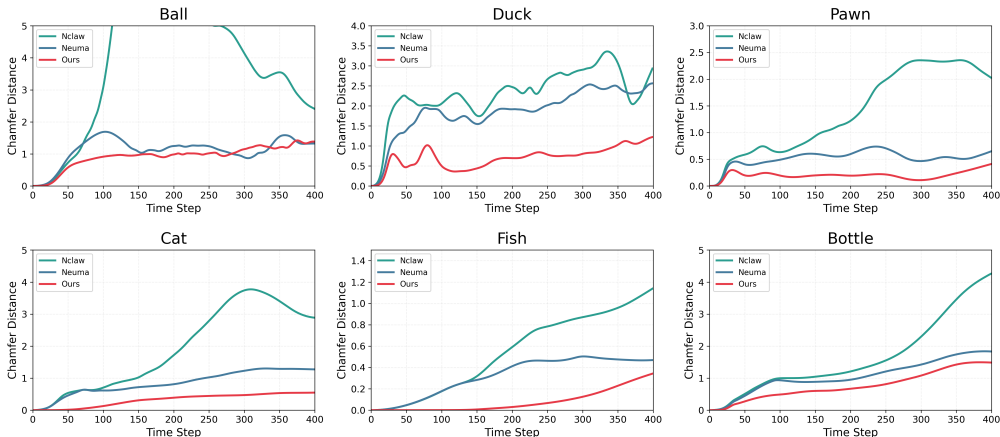 Ball
Chamfer Distance
5
4
3
2
1
0
Nclaw
Neuma
Ours
0 50 100 150 200 250 300 350 400
Time Step
Duck
Chamfer Distance
4.0
3.5
3.0
2.5
2.0
1.5
1.0
0.5
0.0
Nclaw
Neuma
Ours
0 50 100 150 200 250 300 350 400
Time Step
Pawn
Chamfer Distance
3.0
2.5
2.0
1.5
1.0
0.5
0.0
Nclaw
Neuma
Ours
0 50 100 150 200 250 300 350 400
Time Step
Cat
Chamfer Distance
5
4
3
2
1
0
Nclaw
Neuma
Ours
0 50 100 150 200 250 300 350 400
Time Step
Fish
Chamfer Distance
1.4
1.2
1.0
0.8
0.6
0.4
0.2
0.0
Nclaw
Neuma
Ours
0 50 100 150 200 250 300 350 400
Time Step
Bottle
Chamfer Distance
5
4
3
2
1
0
Nclaw
Neuma
Ours
0 50 100 150 200 250 300 350 400
Time Step